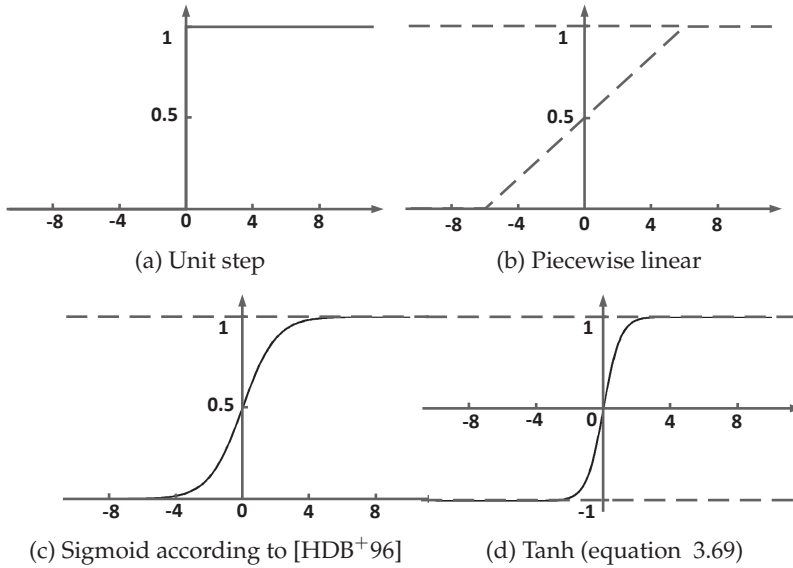 1
0.5
-8 -4 0 4 8
(a) Unit step
1
0.5
-8 -4 0 4 8
(b) Piecewise linear
1
0.5
-8 -4 0 4 8
(c) Sigmoid according to [HDB+96]
1
-8 -4 0 4 8
-1
(d) Tanh (equation 3.69)